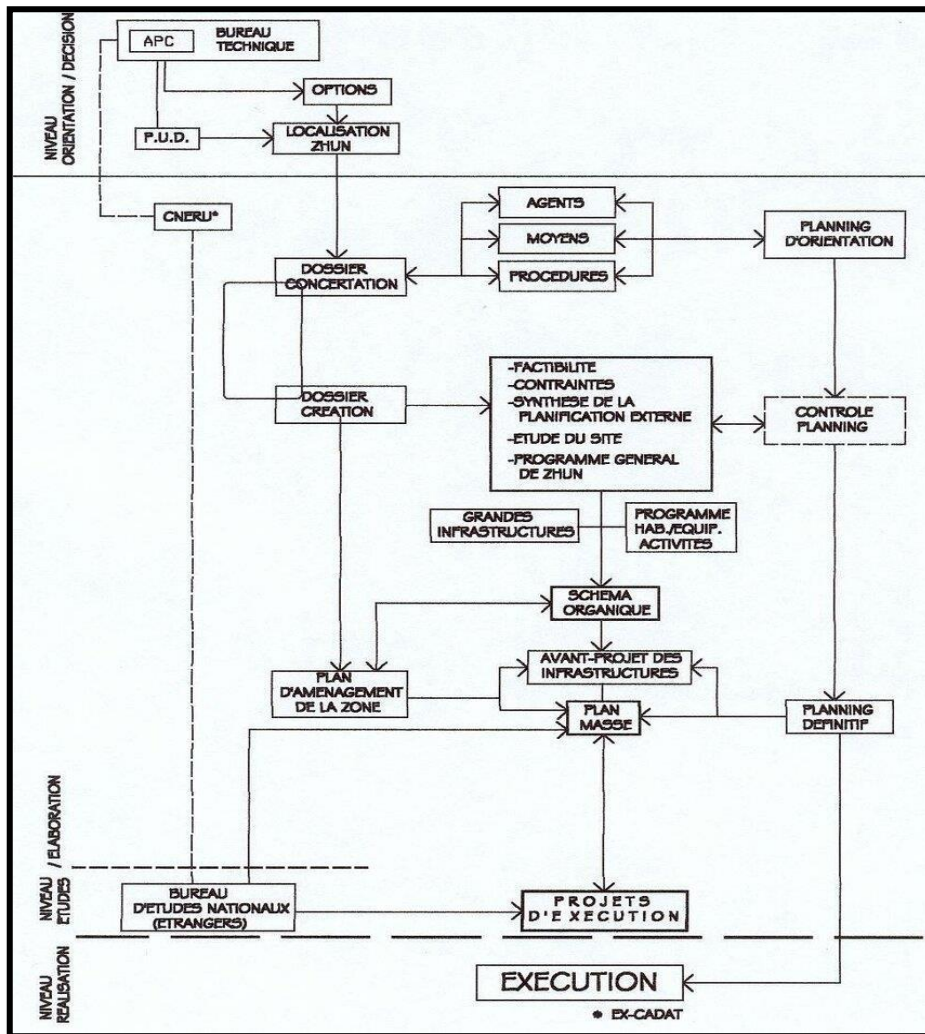 NIVEAU
ORIENTATION / DECISION
APC
BUREAU
TECHNIQUE
OPTIONS
P.U.D.
LOCALISATION
ZHUN
CNERU*
AGENTS
MOYENS
PROCEDURES
PLANNING
D'ORIENTATION
DOSSIER
CONCERTATION
DOSSIER
CREATION
-FACTIBILITE
-CONTRAINTES
-SYNTHESE DE LA
PLANIFICATION EXTERNE
-ETUDE DU SITE
-PROGRAMME GENERAL
DE ZHUN
CONTROLE
PLANNING
GRANDES
INFRASTRUCTURES
PROGRAMME
HAB./EQUIP.
ACTIVITES
SCHEMA
ORGANIQUE
AVANT-PROJET DES
INFRASTRUCTURES
PLAN
D'AMENAGEMENT
DE LA ZONE
PLAN
MASSE
PLANNING
DEFINITIF
NIVEAU / ELABORATION
ETUDES
BUREAU
D'ETUDES NATIONAUX
(ETRANGERS)
PROJETS
D'EXECUTION
NIVEAU
REALISATION
EXECUTION
* EX-CADAT